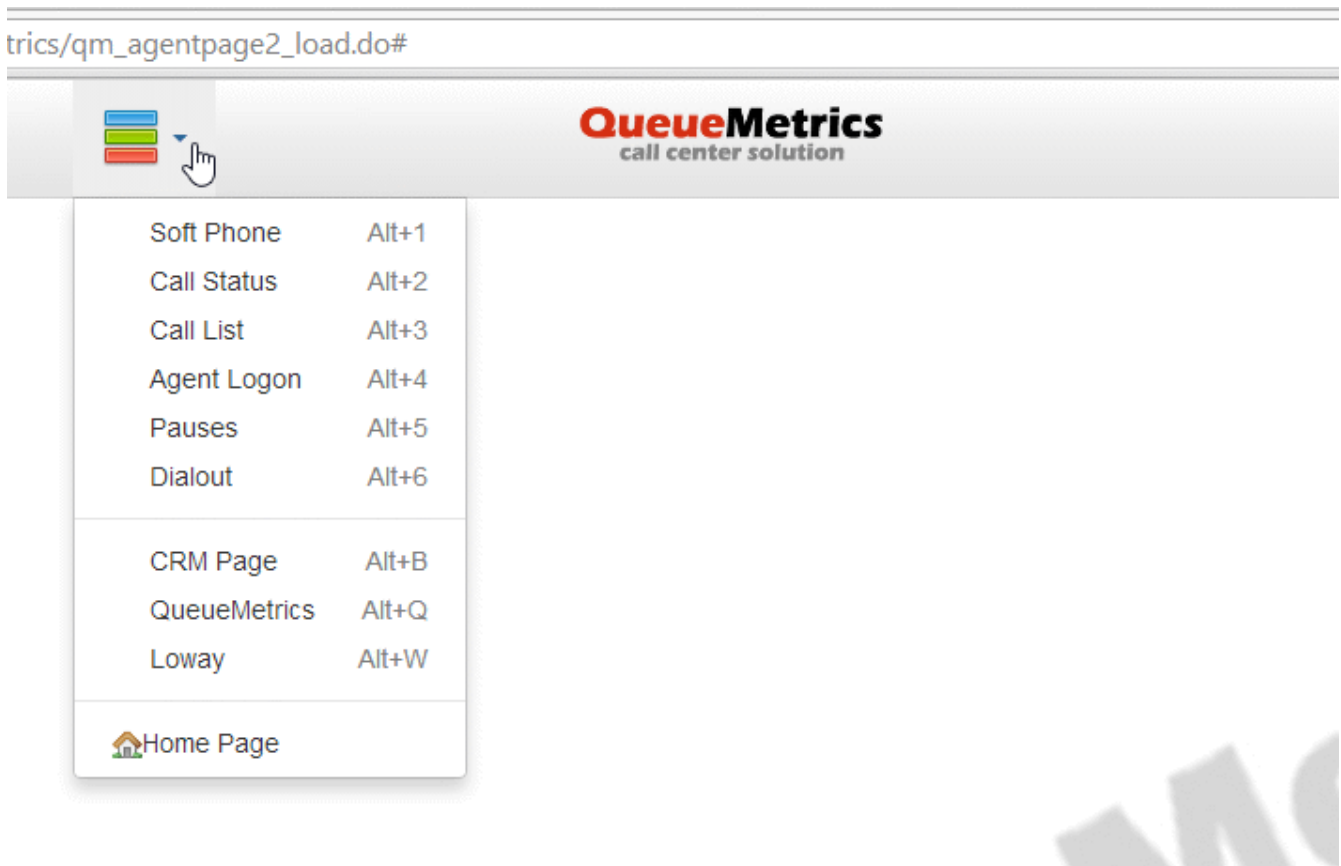 trics/qm_agentpage2_load.do#
QueueMetrics
call center solution
Soft Phone Alt+1
Call Status Alt+2
Call List Alt+3
Agent Logon Alt+4
Pauses Alt+5
Dialout Alt+6
CRM Page Alt+B
QueueMetrics Alt+Q
Loway Alt+W
Home Page